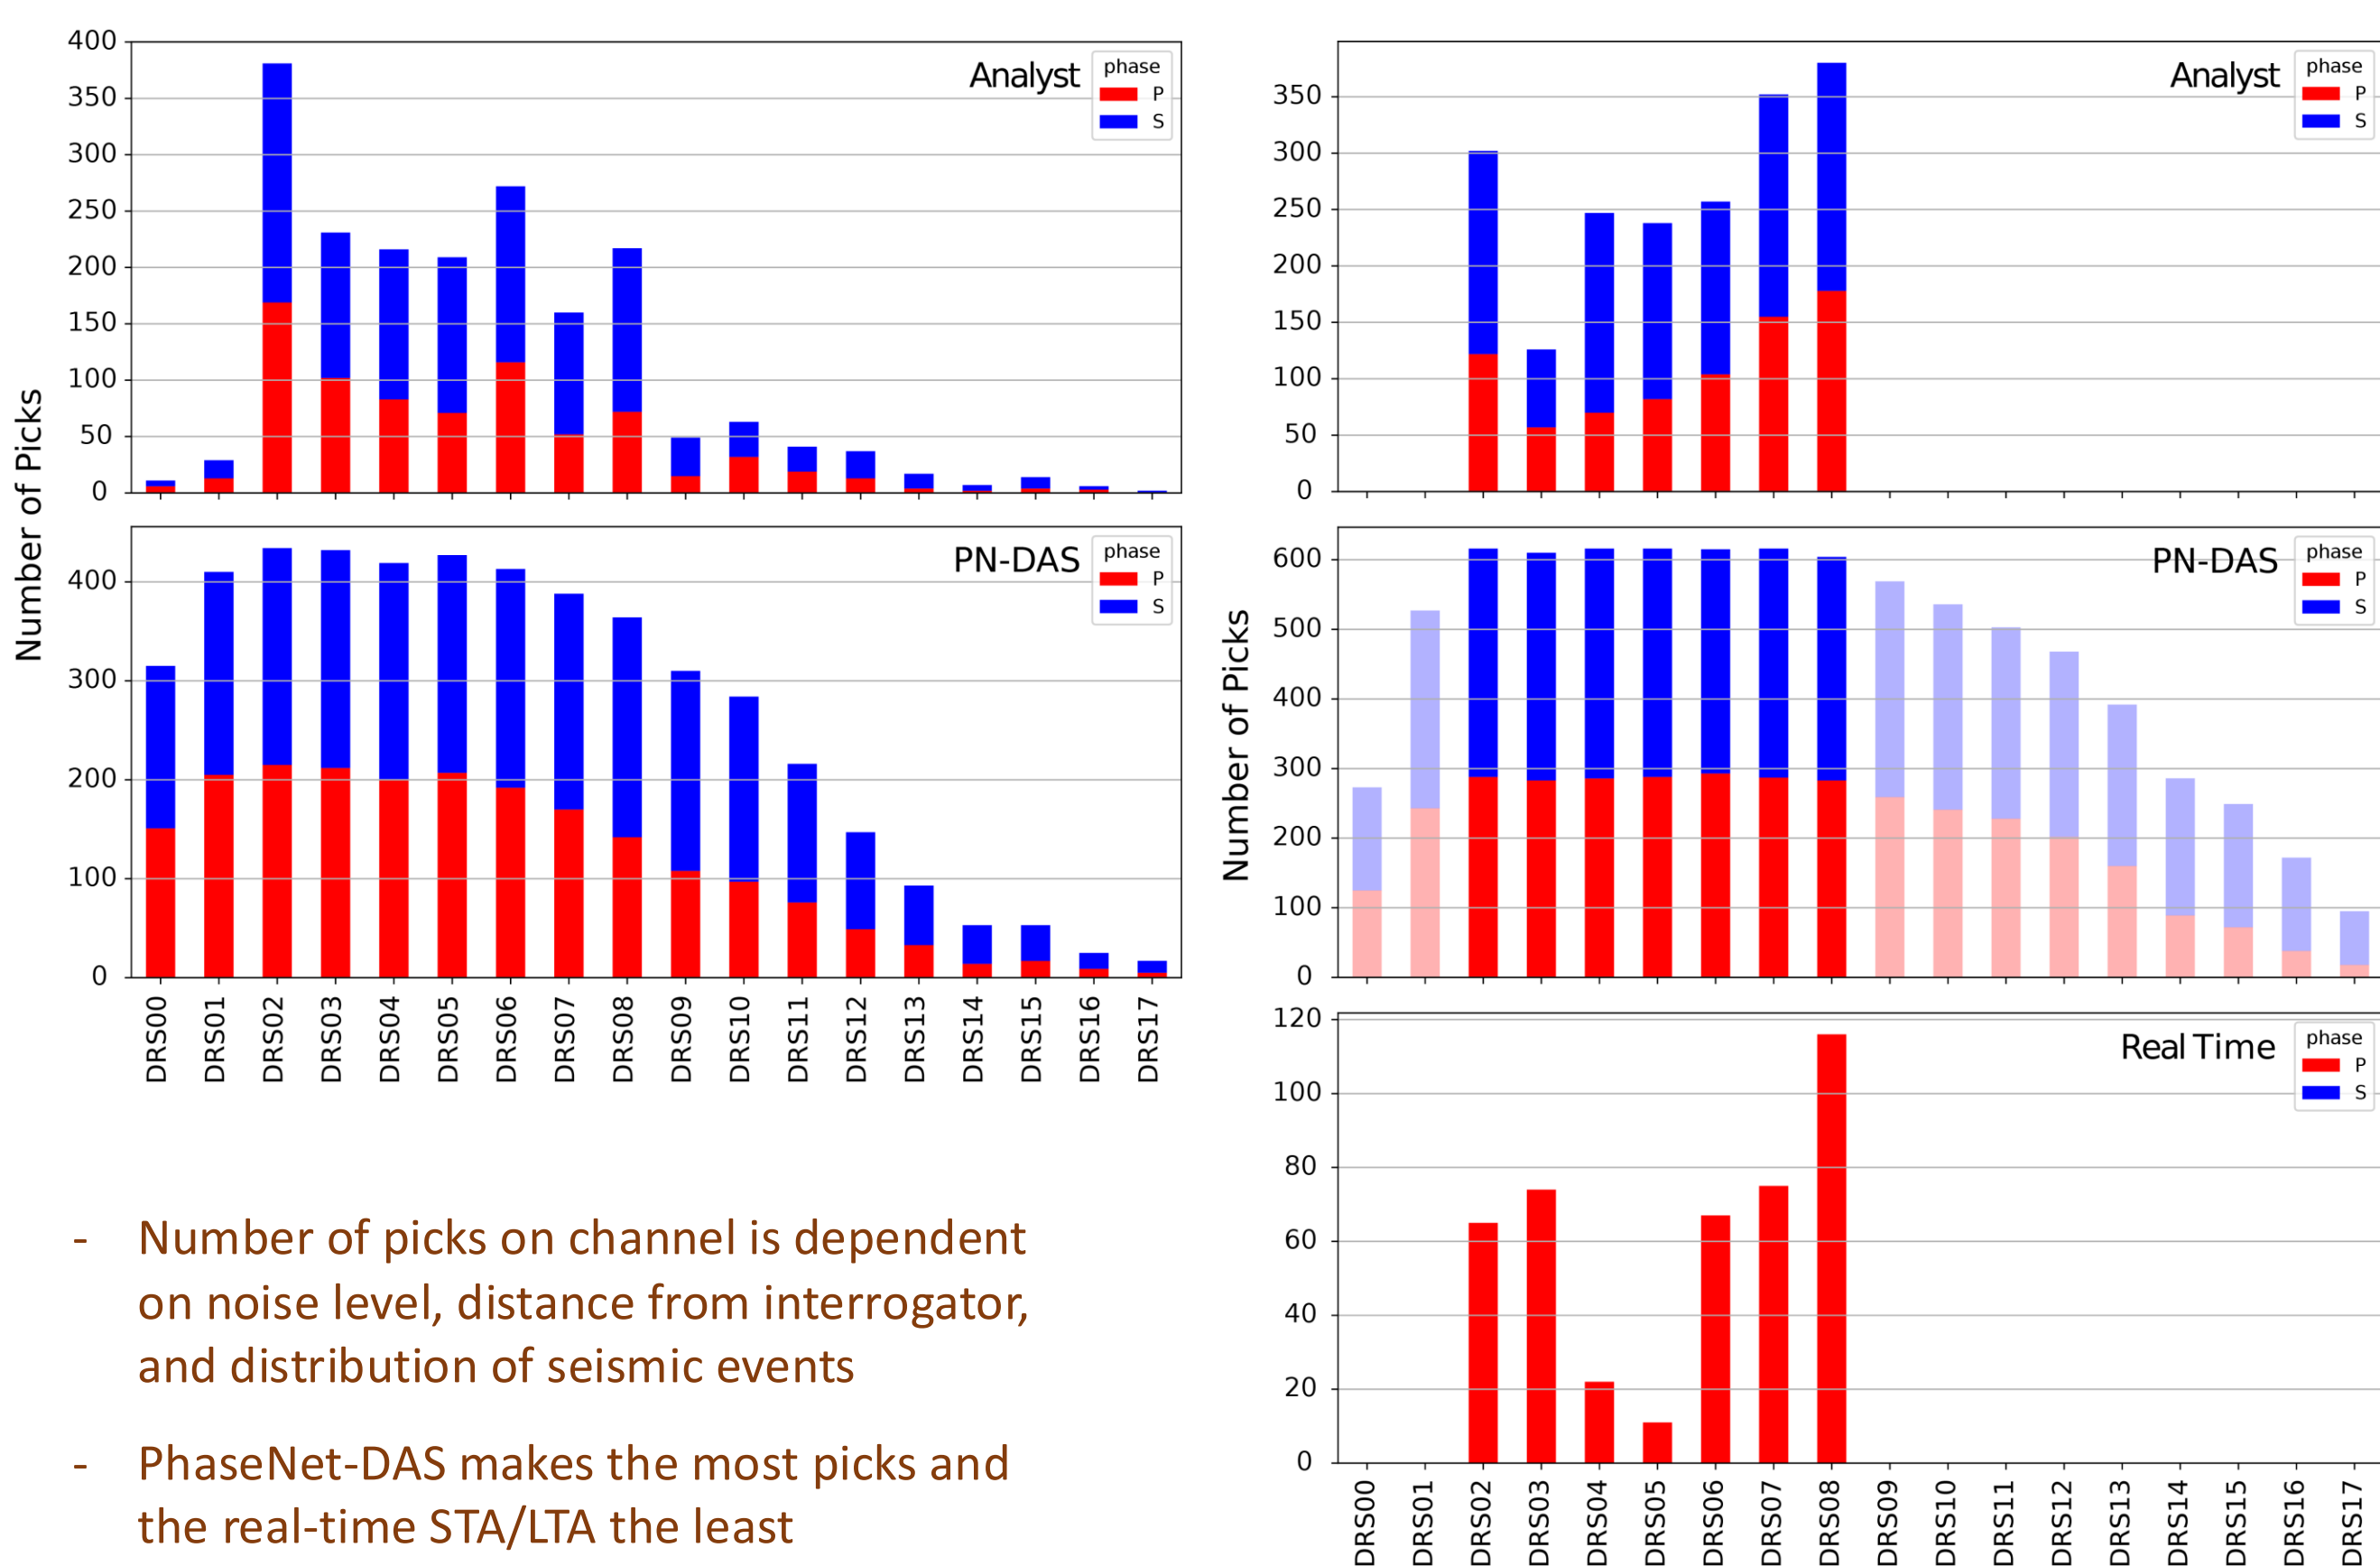 Number of Picks
400
350
300
250
200
150
100
50
0
Analyst
phase
P
S
400
300
200
100
0
PN-DAS
phase
P
S
DRS00
DRS01
DRS02
DRS03
DRS04
DRS05
DRS06
DRS07
DRS08
DRS09
DRS10
DRS11
DRS12
DRS13
DRS14
DRS15
DRS16
DRS17
- Number of picks on channel is dependent
on noise level, distance from interrogator,
and distribution of seismic events
- PhaseNet-DAS makes the most picks and
the real-time STA/LTA the least
Number of Picks
350
300
250
200
150
100
50
0
Analyst
phase
P
S
600
500
400
300
200
100
0
PN-DAS
phase
P
S
120
100
80
60
40
20
0
Real Time
phase
P
S
DRS00
DRS01
DRS02
DRS03
DRS04
DRS05
DRS06
DRS07
DRS08
DRS09
DRS10
DRS11
DRS12
DRS13
DRS14
DRS15
DRS16
DRS17